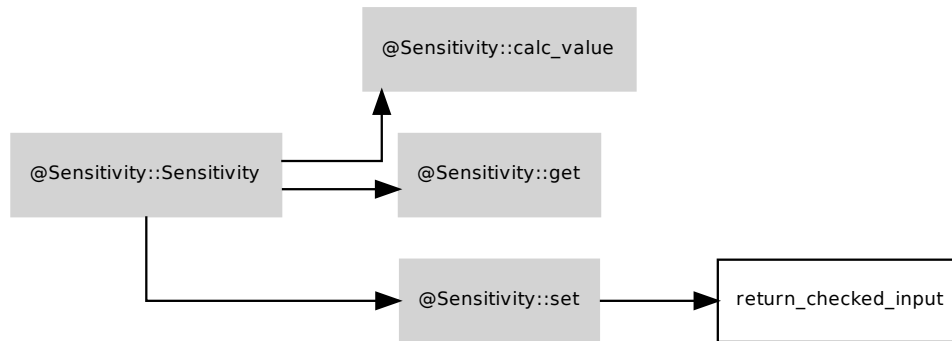 @Sensitivity::calc_value
@Sensitivity::Sensitivity
@Sensitivity::get
@Sensitivity::set
return_checked_input